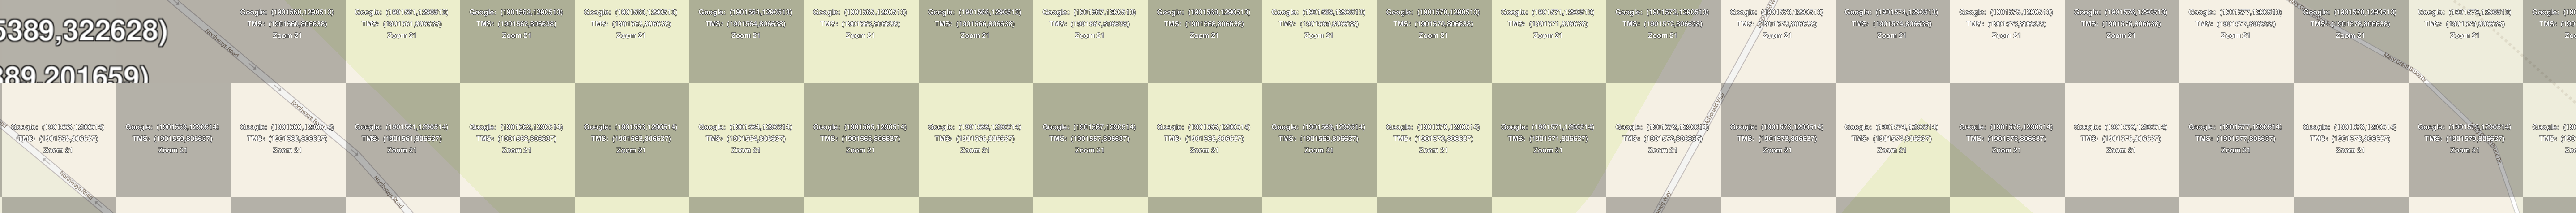 5389,322628)
389,201659)
Google: (1901560,1290513)
TMS: (1901560,806638)
Zoom 21
Google: (1901561,1290513)
TMS: (1901561,806638)
Zoom 21
Google: (1901562,1290513)
TMS: (1901562,806638)
Zoom 21
Google: (1901563,1290513)
TMS: (1901563,806638)
Zoom 21
Google: (1901564,1290513)
TMS: (1901564,806638)
Zoom 21
Google: (1901565,1290513)
TMS: (1901565,806638)
Zoom 21
Google: (1901566,1290513)
TMS: (1901566,806638)
Zoom 21
Google: (1901567,1290513)
TMS: (1901567,806638)
Zoom 21
Google: (1901568,1290513)
TMS: (1901568,806638)
Zoom 21
Google: (1901569,1290513)
TMS: (1901569,806638)
Zoom 21
Google: (1901570,1290513)
TMS: (1901570,806638)
Zoom 21
Google: (1901571,1290513)
TMS: (1901571,806638)
Zoom 21
Google: (1901572,1290513)
TMS: (1901572,806638)
Zoom 21
Google: (1901573,1290513)
TMS: (1901573,806638)
Zoom 21
Google: (1901574,1290513)
TMS: (1901574,806638)
Zoom 21
Google: (1901575,1290513)
TMS: (1901575,806638)
Zoom 21
Google: (1901576,1290513)
TMS: (1901576,806638)
Zoom 21
Google: (1901577,1290513)
TMS: (1901577,806638)
Zoom 21
Google: (1901578,1290513)
TMS: (1901578,806638)
Zoom 21
Google: (1901579,1290513)
TMS: (1901579,806638)
Zoom 21
Northeast Road
Mary Grant Bruce Dr
Northeast Road
Google: (1901558,1290514)
TMS: (1901558,806637)
Zoom 21
Google: (1901559,1290514)
TMS: (1901559,806637)
Zoom 21
Google: (1901560,1290514)
TMS: (1901560,806637)
Zoom 21
Google: (1901561,1290514)
TMS: (1901561,806637)
Zoom 21
Google: (1901562,1290514)
TMS: (1901562,806637)
Zoom 21
Google: (1901563,1290514)
TMS: (1901563,806637)
Zoom 21
Google: (1901564,1290514)
TMS: (1901564,806637)
Zoom 21
Google: (1901565,1290514)
TMS: (1901565,806637)
Zoom 21
Google: (1901566,1290514)
TMS: (1901566,806637)
Zoom 21
Google: (1901567,1290514)
TMS: (1901567,806637)
Zoom 21
Google: (1901568,1290514)
TMS: (1901568,806637)
Zoom 21
Google: (1901569,1290514)
TMS: (1901569,806637)
Zoom 21
Google: (1901570,1290514)
TMS: (1901570,806637)
Zoom 21
Google: (1901571,1290514)
TMS: (1901571,806637)
Zoom 21
Google: (1901572,1290514)
TMS: (1901572,806637)
Zoom 21
Google: (1901573,1290514)
TMS: (1901573,806637)
Zoom 21
Google: (1901574,1290514)
TMS: (1901574,806637)
Zoom 21
Google: (1901575,1290514)
TMS: (1901575,806637)
Zoom 21
Google: (1901576,1290514)
TMS: (1901576,806637)
Zoom 21
Google: (1901577,1290514)
TMS: (1901577,806637)
Zoom 21
Google: (1901578,1290514)
TMS: (1901578,806637)
Zoom 21
Google: (1901579,1290514)
TMS: (1901579,806637)
Zoom 21
Northeast Road
Northeast Road